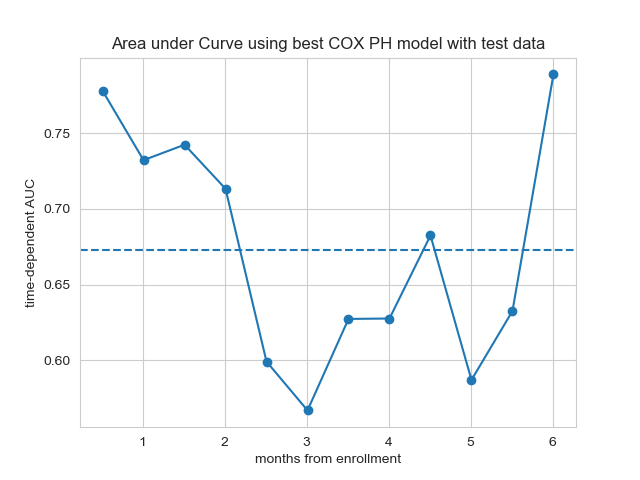 Area under Curve using best COX PH model with test data
time-dependent AUC
0.75
0.70
0.65
0.60
1 2 3 4 5 6
months from enrollment